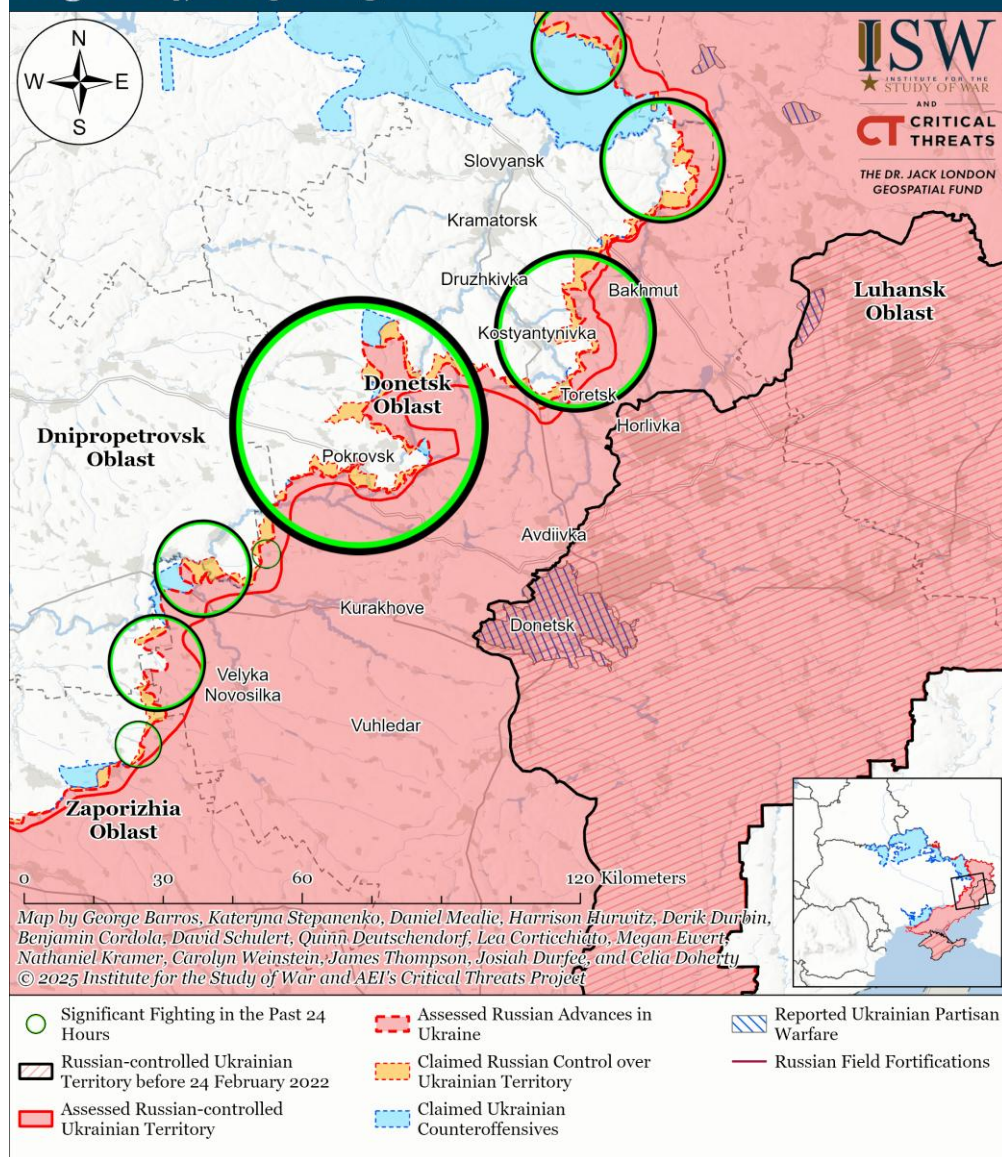 N
W E
S
ISW
INSTITUTE FOR THE
STUDY OF WAR
AND
CT CRITICAL
THREATS
THE DR. JACK LONDON
GEOSPATIAL FUND
Slovyansk
Kramatorsk
Druzhkivka
Bakhmut
Luhansk
Oblast
Kostyantynivka
Donetsk
Oblast
Toretsk
Horlivka
Dnipropetrovsk
Oblast
Pokrovsk
Avdiivka
Kurakhove
Donetsk
Velyka
Novosilka
Vuhledar
Zaporizhia
Oblast
0 30 60 120 Kilometers
Map by George Barros, Kateryna Stepanenko, Daniel Mealie, Harrison Hurwitz, Derik Durbin,
Benjamin Cordola, David Schulert, Quinn Deutschendorf, Lea Corticchiato, Megan Ewert,
Nathaniel Kramer, Carolyn Weinstein, James Thompson, Josiah Durfee, and Celia Doherty
© 2025 Institute for the Study of War and AEI's Critical Threats Project
Significant Fighting in the Past 24
Hours
Russian-controlled Ukrainian
Territory before 24 February 2022
Assessed Russian-controlled
Ukrainian Territory
Assessed Russian Advances in
Ukraine
Claimed Russian Control over
Ukrainian Territory
Claimed Ukrainian
Counteroffensives
Reported Ukrainian Partisan
Warfare
Russian Field Fortifications